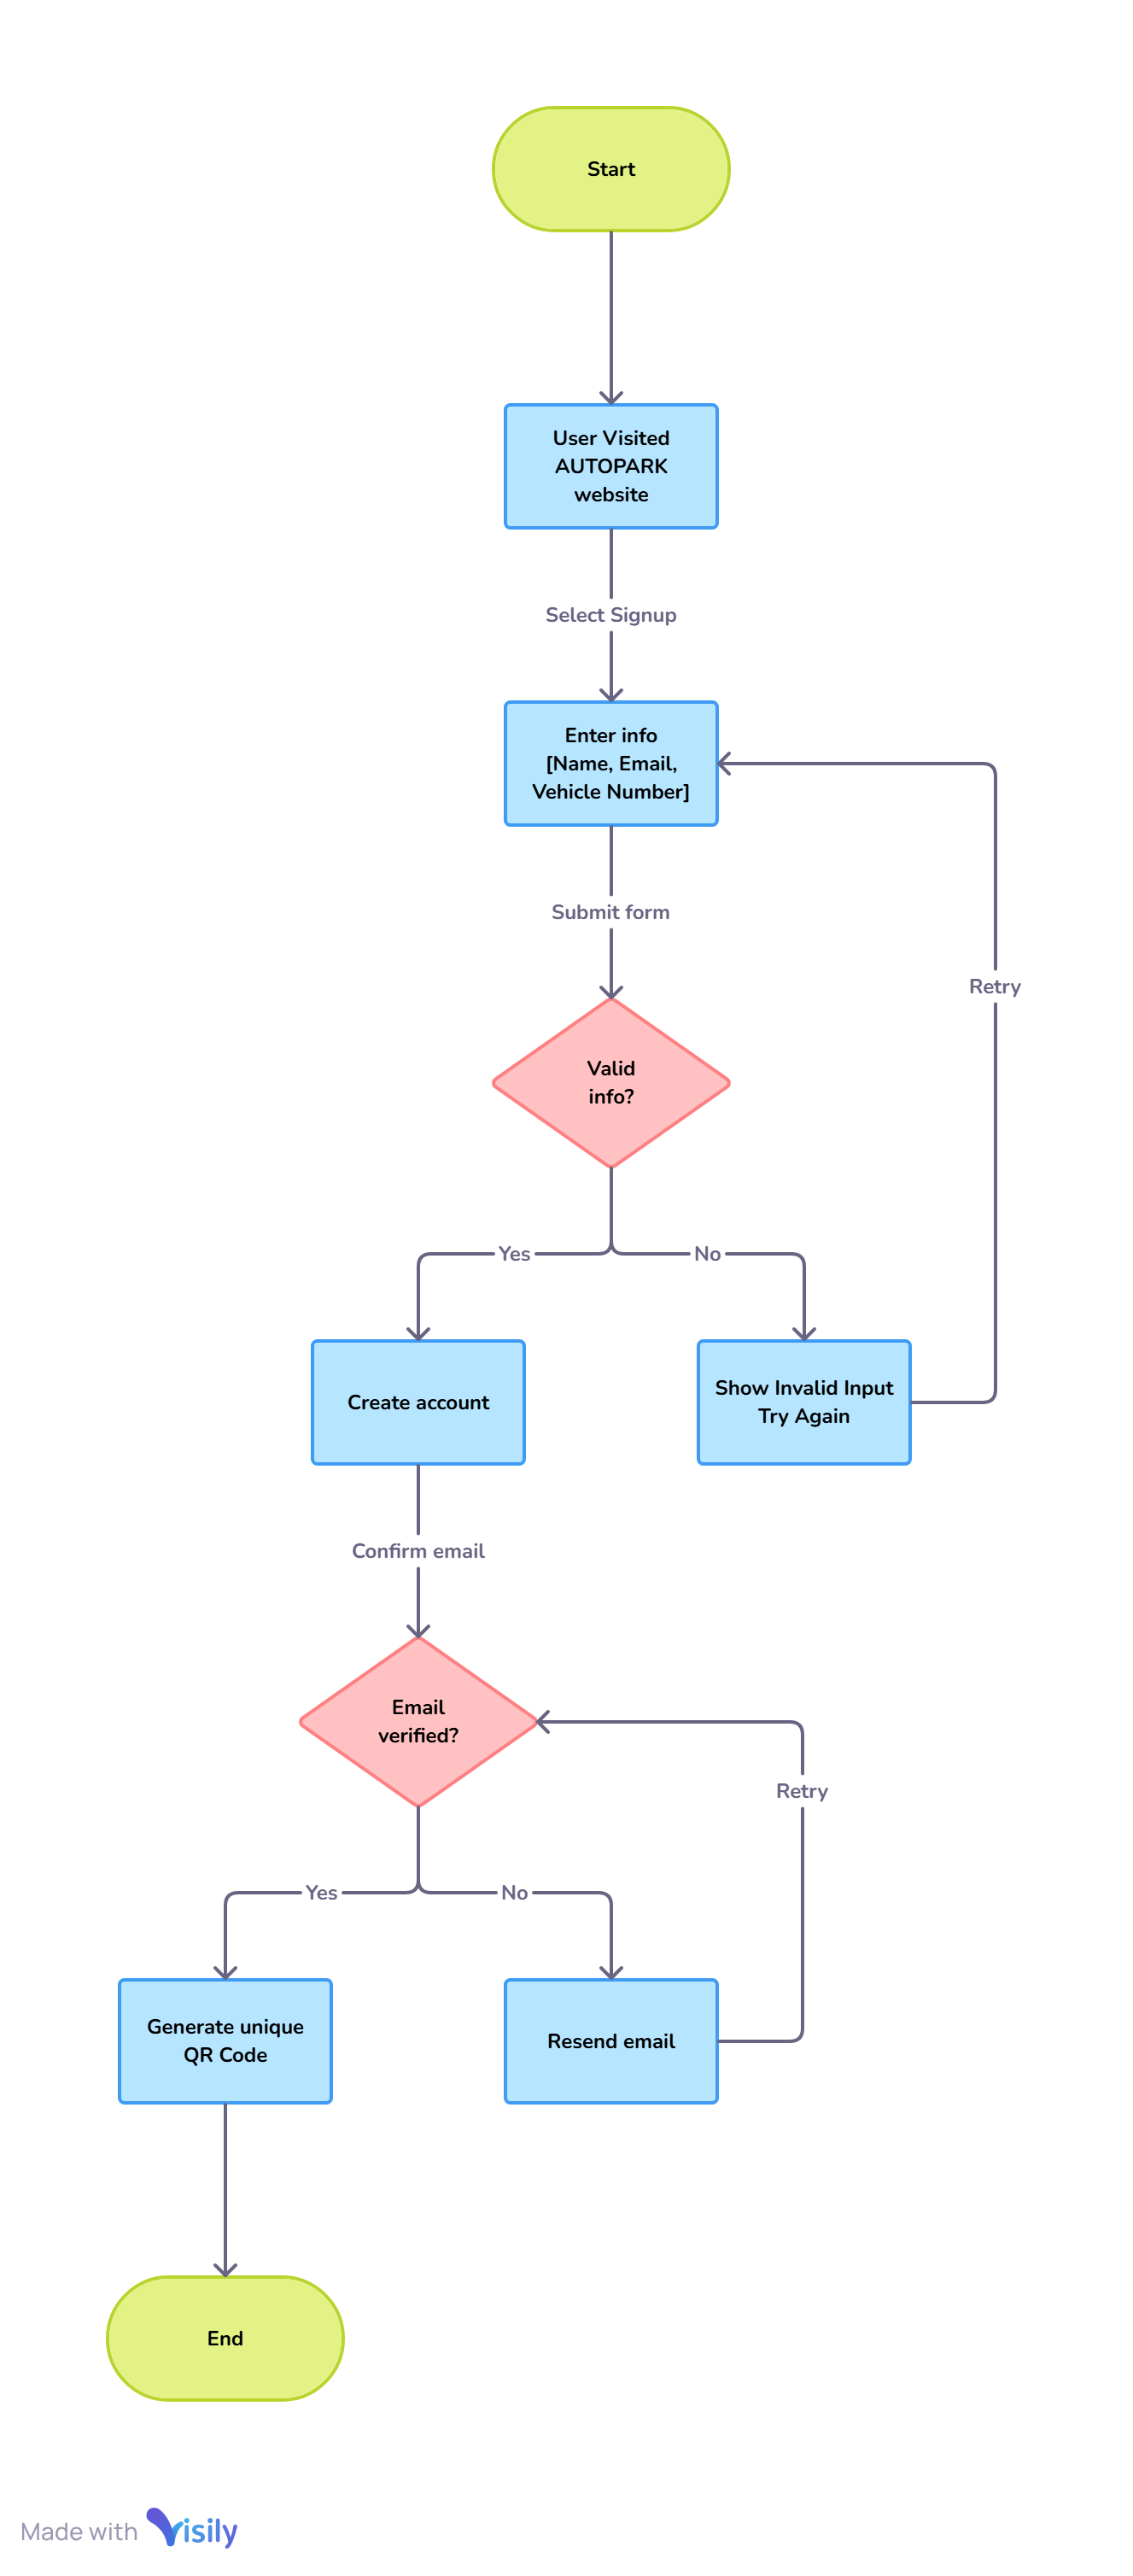 Start
User Visited
AUTOPARK
website
Select Signup
Enter info
[Name, Email,
Vehicle Number]
Submit form
Retry
Valid
info?
Yes
No
Create account
Show Invalid Input
Try Again
Confirm email
Email
verified?
Retry
Yes
No
Generate unique
QR Code
Resend email
End
Made with Visily